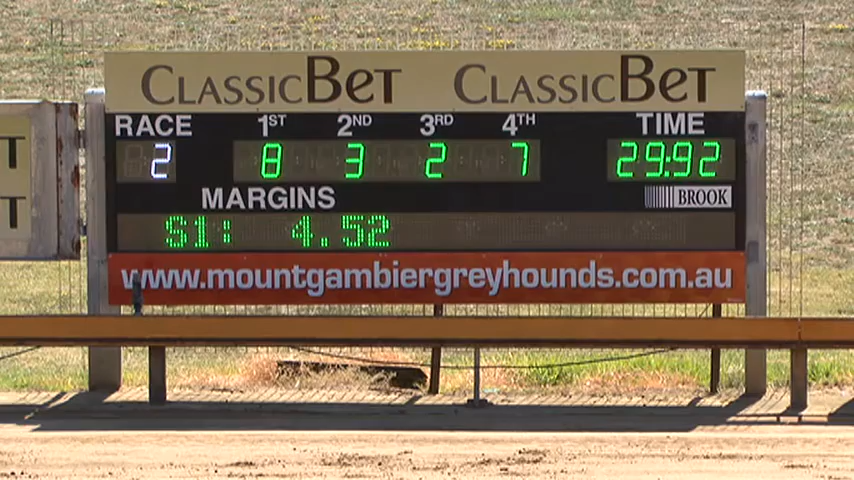 CLASSICBET CLASSICBET
RACE 1ST 2ND 3RD 4TH TIME
2 8 3 2 7 29:92
MARGINS BROOK
S1: 4.52
www.mountgambiergreyhounds.com.au
T
T